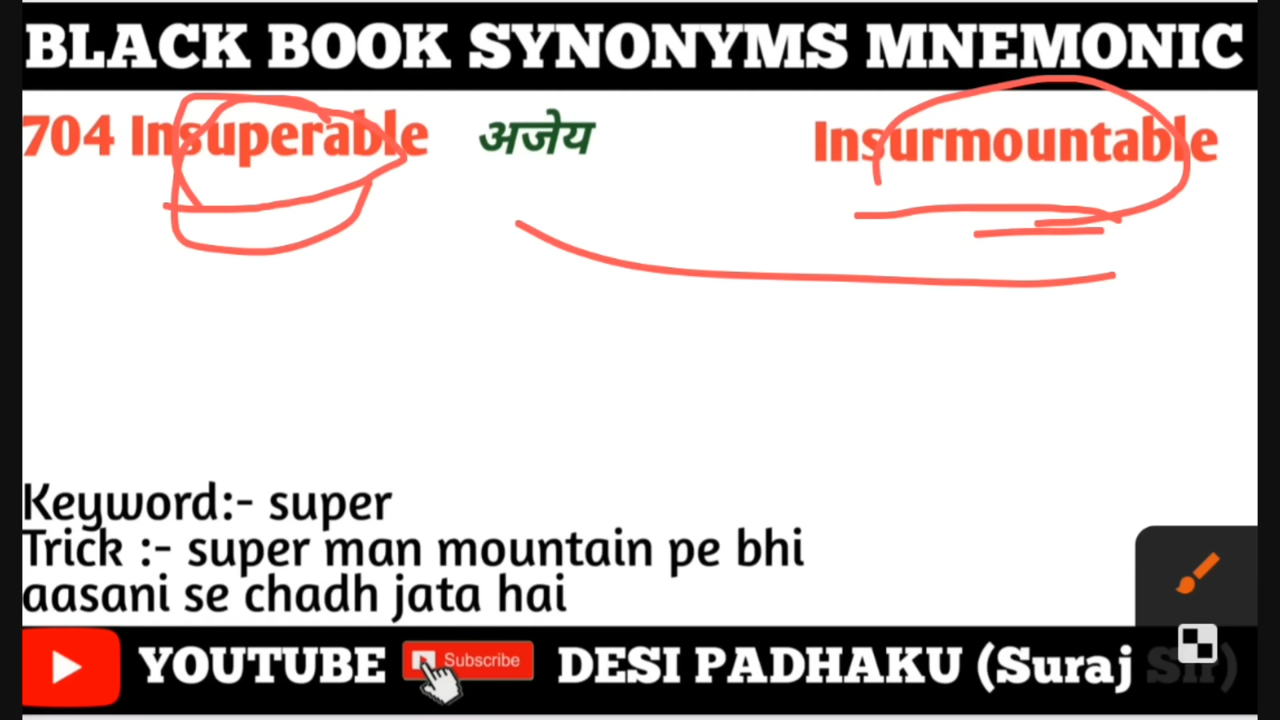 BLACK BOOK SYNONYMS MNEMONIC
704 Insuperable अजेय Insurmountable
Keyword:- super
Trick :- super man mountain pe bhi
aasani se chadh jata hai
YOUTUBE Subscribe DESI PADHAKU (Suraj Sir)